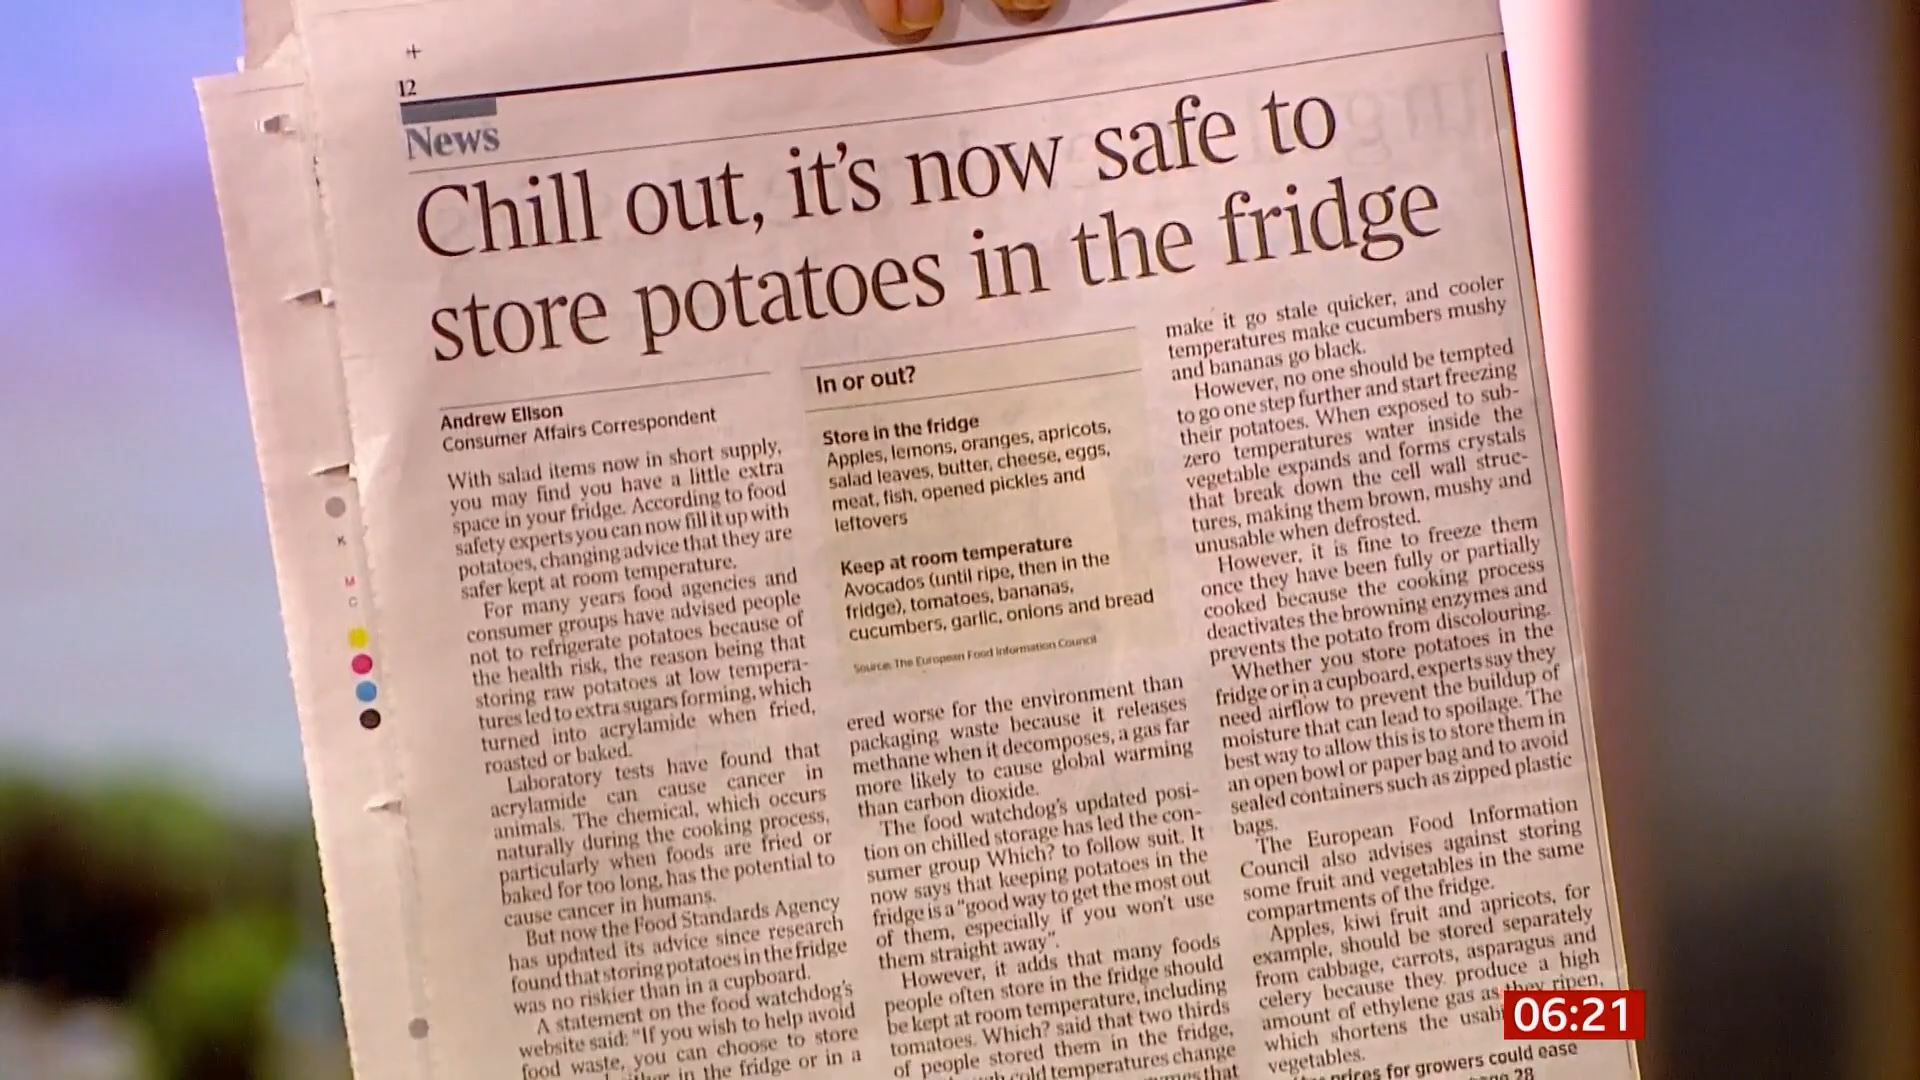 12
News
Chill out, it's now safe to
store potatoes in the fridge
Andrew Ellson
Consumer Affairs Correspondent
With salad items now in short supply,
you may find you have a little extra
space in your fridge. According to food
safety experts you can now fill it up with
potatoes, changing advice that they are
safer kept at room temperature.
For many years food agencies and
consumer groups have advised people
not to refrigerate potatoes because of
the health risk, the reason being that
storing raw potatoes at low tempera-
tures led to extra sugars forming, which
turned into acrylamide when fried,
roasted or baked.
Laboratory tests have found that
acrylamide can cause cancer in
animals. The chemical, which occurs
naturally during the cooking process,
particularly when foods are fried or
baked for too long, has the potential to
cause cancer in humans.
But now the Food Standards Agency
has updated its advice since research
found that storing potatoes in the fridge
was no riskier than in a cupboard.
A statement on the food watchdog's
website said: "If you wish to help avoid
food waste, you can choose to store
in the fridge or in a
In or out?
Store in the fridge
Apples, lemons, oranges, apricots,
salad leaves, butter, cheese, eggs,
meat, fish, opened pickles and
leftovers
Keep at room temperature
Avocados (until ripe, then in the
fridge), tomatoes, bananas,
cucumbers, garlic, onions and bread
Source: The European Food Information Council
ered worse for the environment than
packaging waste because it releases
methane when it decomposes, a gas far
more likely to cause global warming
than carbon dioxide.
The food watchdog's updated posi-
tion on chilled storage has led the con-
sumer group Which? to follow suit. It
now says that keeping potatoes in the
fridge is a "good way to get the most out
of them, especially if you won't use
them straight away".
However, it adds that many foods
people often store in the fridge should
be kept at room temperature, including
tomatoes. Which? said that two thirds
of people stored them in the fridge,
cold temperatures change
that
make it go stale quicker, and cooler
temperatures make cucumbers mushy
and bananas go black.
However, no one should be tempted
to go one step further and start freezing
their potatoes. When exposed to sub-
zero temperatures water inside the
vegetable expands and forms crystals
that break down the cell wall struc-
tures, making them brown, mushy and
unusable when defrosted.
However, it is fine to freeze them
once they have been fully or partially
cooked because the cooking process
deactivates the browning enzymes and
prevents the potato from discolouring.
Whether you store potatoes in the
fridge or in a cupboard, experts say they
need airflow to prevent the buildup of
moisture that can lead to spoilage. The
best way to allow this is to store them in
an open bowl or paper bag and to avoid
sealed containers such as zipped plastic
bags.
The European Food Information
Council also advises against storing
some fruit and vegetables in the same
compartments of the fridge.
Apples, kiwi fruit and apricots, for
example, should be stored separately
from cabbage, carrots, asparagus and
celery because they produce a high
amount of ethylene gas as they ripen,
which shortens the
vegetables.
prices for growers could ease
28
K
M
C
06:21